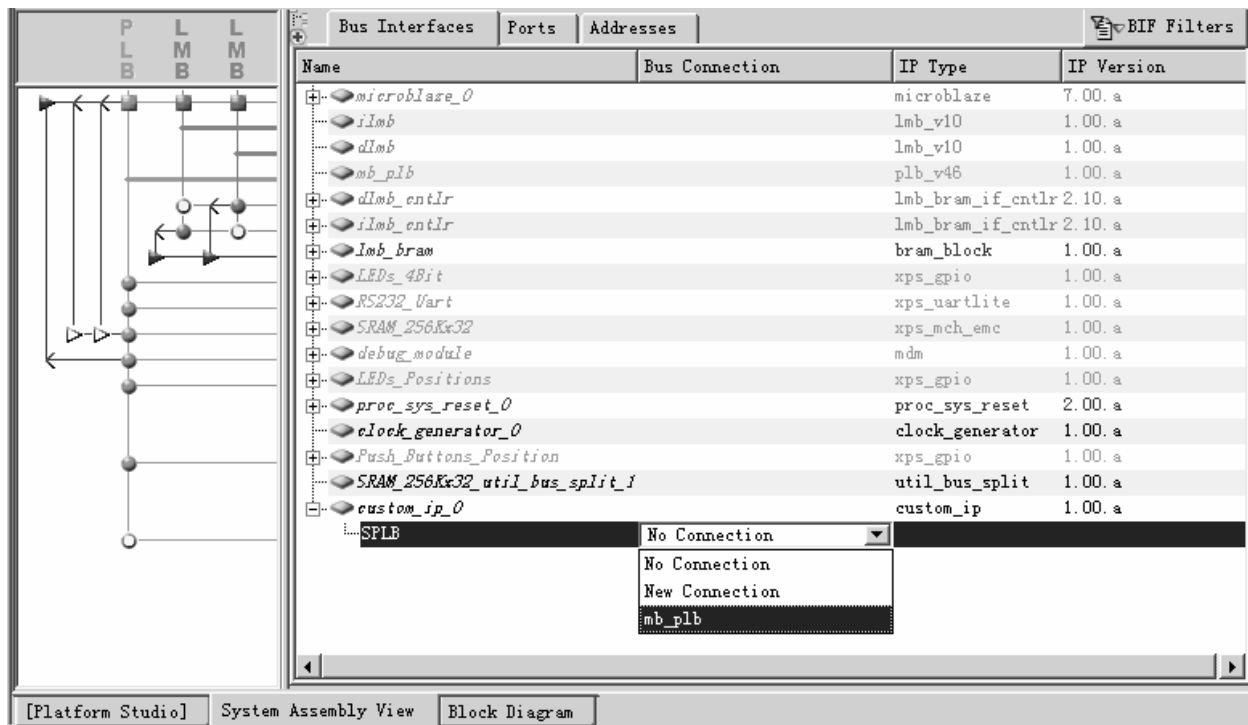 PLB LMB LMB
Bus Interfaces Ports Addresses BIF Filters
Name Bus Connection IP Type IP Version
microblaze_0 microblaze 7.00.a
ilmb lmb_v10 1.00.a
dlmb lmb_v10 1.00.a
mb_plb plb_v46 1.00.a
dlmb_cntlr lmb_bram_if_cntlr 2.10.a
ilmb_cntlr lmb_bram_if_cntlr 2.10.a
lmb_bram bram_block 1.00.a
LEDs_4Bit xps_gpio 1.00.a
RS232_Uart xps_uartlite 1.00.a
SRAM_256Kx32 xps_mch_emc 1.00.a
debug_module mdm 1.00.a
LEDs_Positions xps_gpio 1.00.a
proc_sys_reset_0 proc_sys_reset 2.00.a
clock_generator_0 clock_generator 1.00.a
Push_Buttons_Position xps_gpio 1.00.a
SRAM_256Kx32_util_bus_split_1 util_bus_split 1.00.a
custom_ip_0 custom_ip 1.00.a
SPLB No Connection
No Connection
New Connection
mb_plb
[Platform Studio] System Assembly View Block Diagram